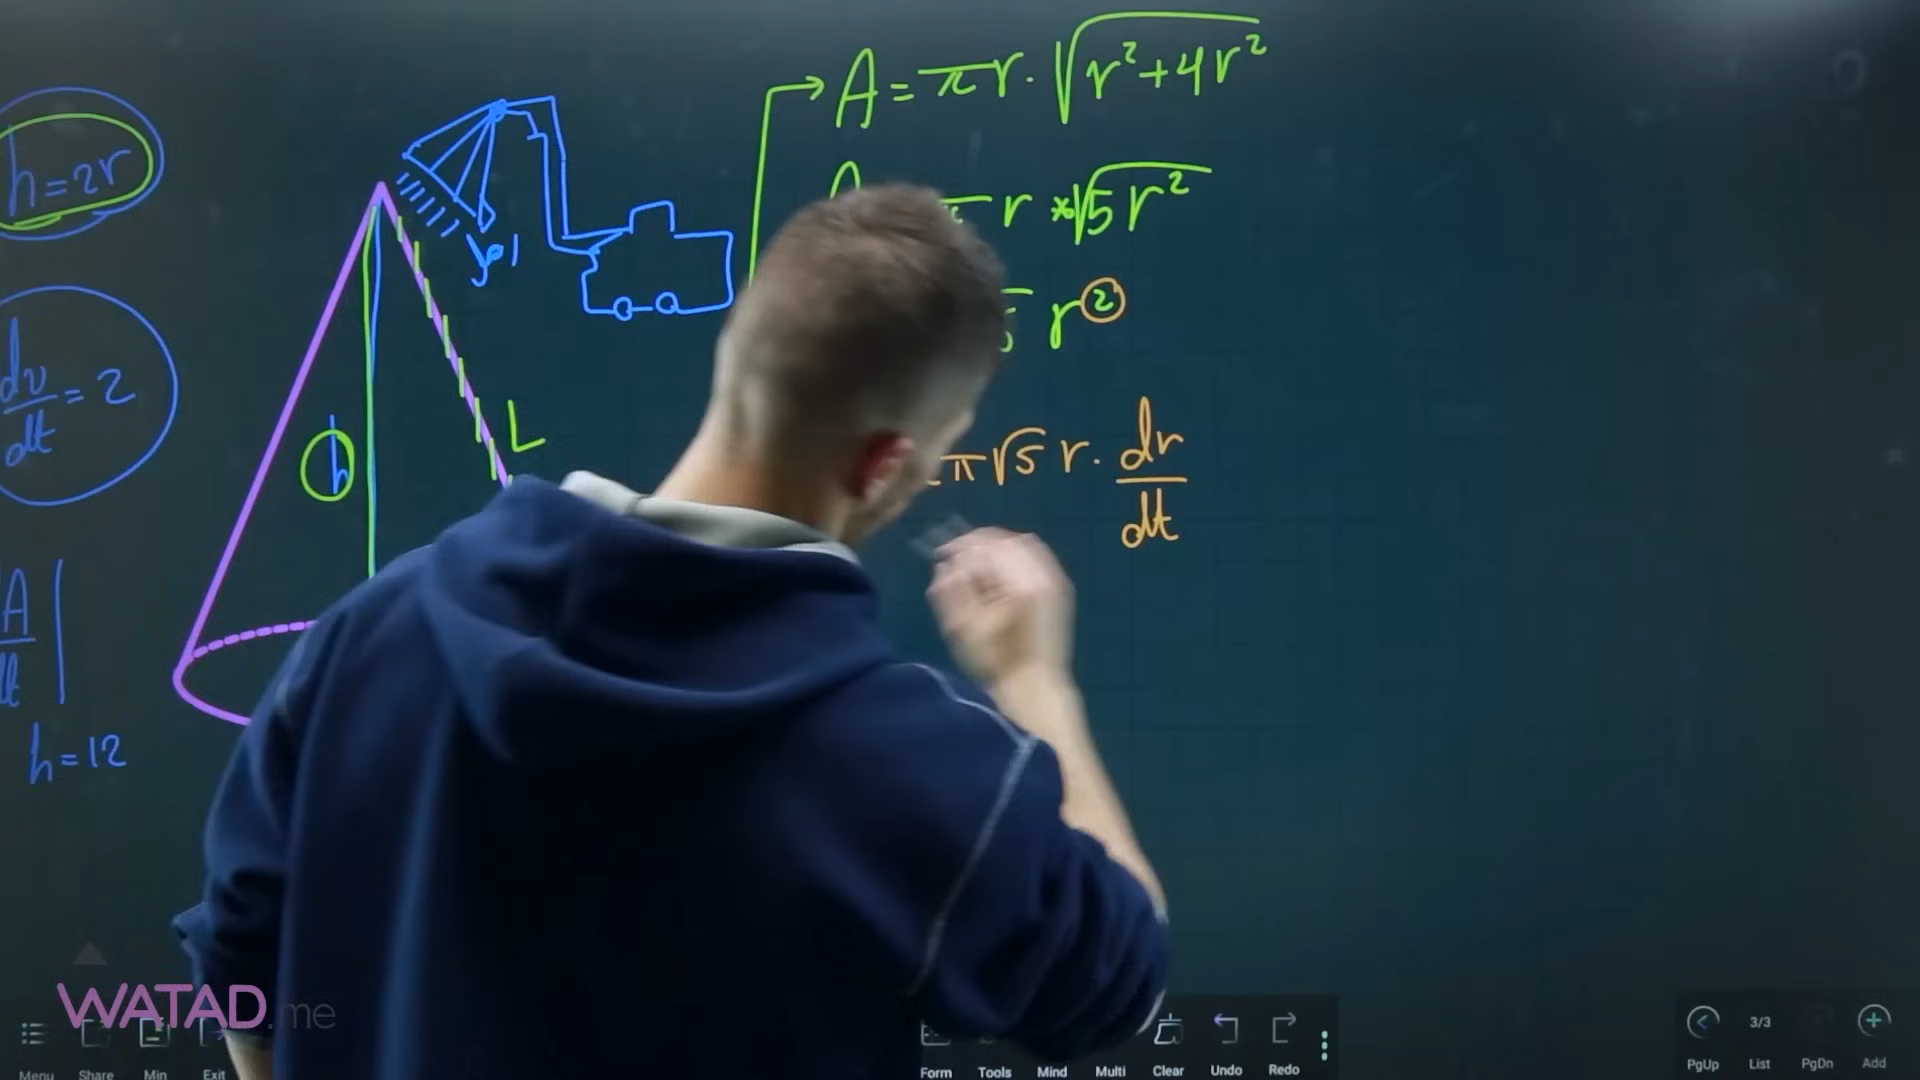 A = πr · √r²+4r²
h=2r
r * √5r²
رمل
r²
dv/dt = 2
π√5 r · dr/dt
L
h
A
h=12
WATAD.me
Menu Share Min Exit Form Tools Mind Multi Clear Undo Redo 3/3 PgUp List PgDn Add